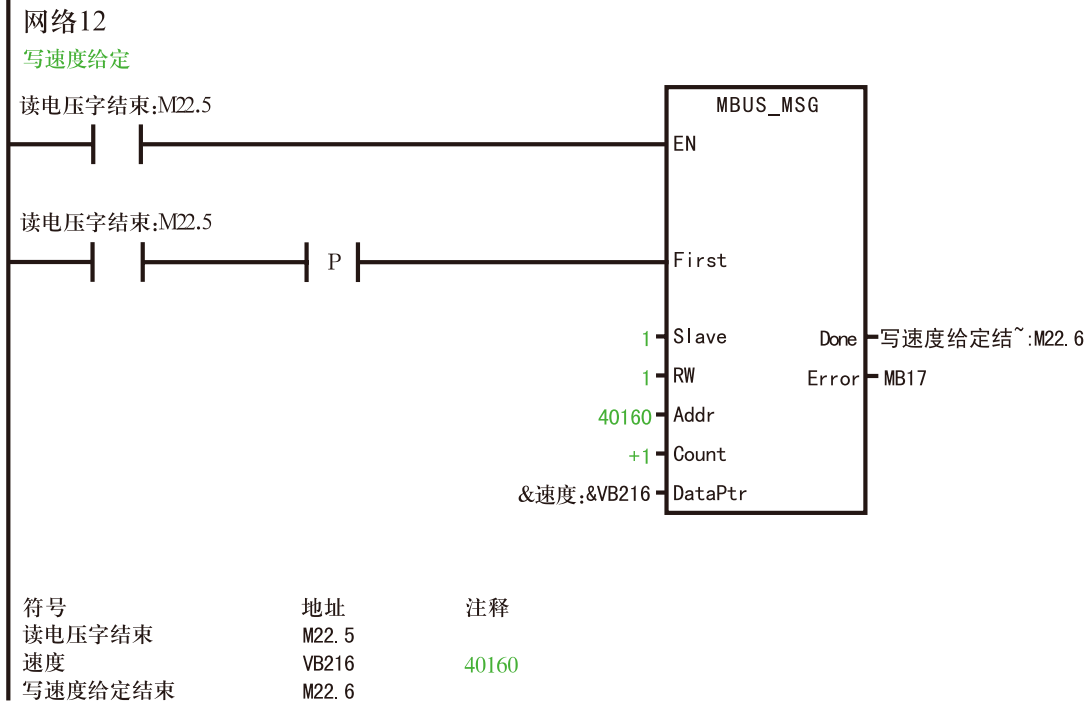 网络12
写速度给定
读电压字结束:M22.5
MBUS_MSG
EN
读电压字结束:M22.5
P
First
1 Slave Done 写速度给定结~:M22.6
1 RW Error MB17
40160 Addr
+1 Count
&速度:&VB216 DataPtr
符号 地址 注释
读电压字结束 M22.5
速度 VB216 40160
写速度给定结束 M22.6